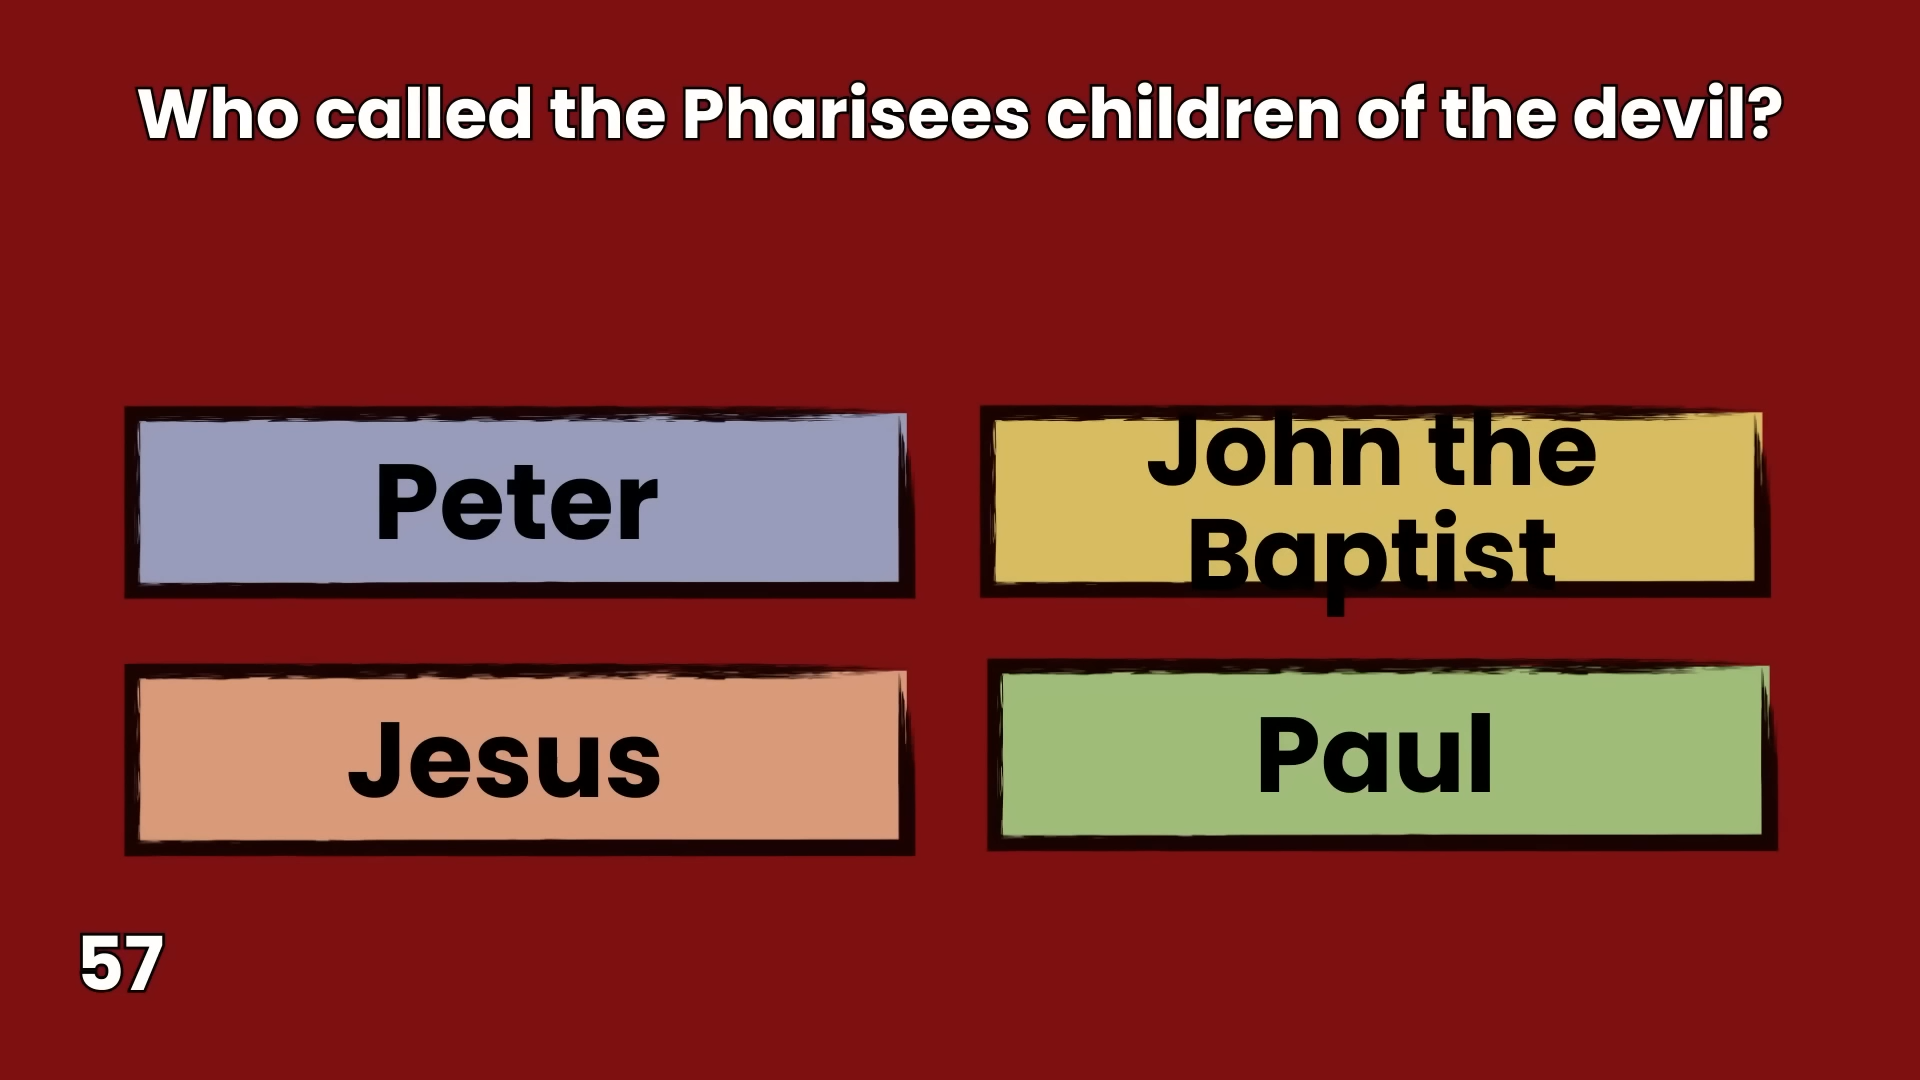 Who called the Pharisees children of the devil?
Peter
John the
Baptist
Jesus
Paul
57